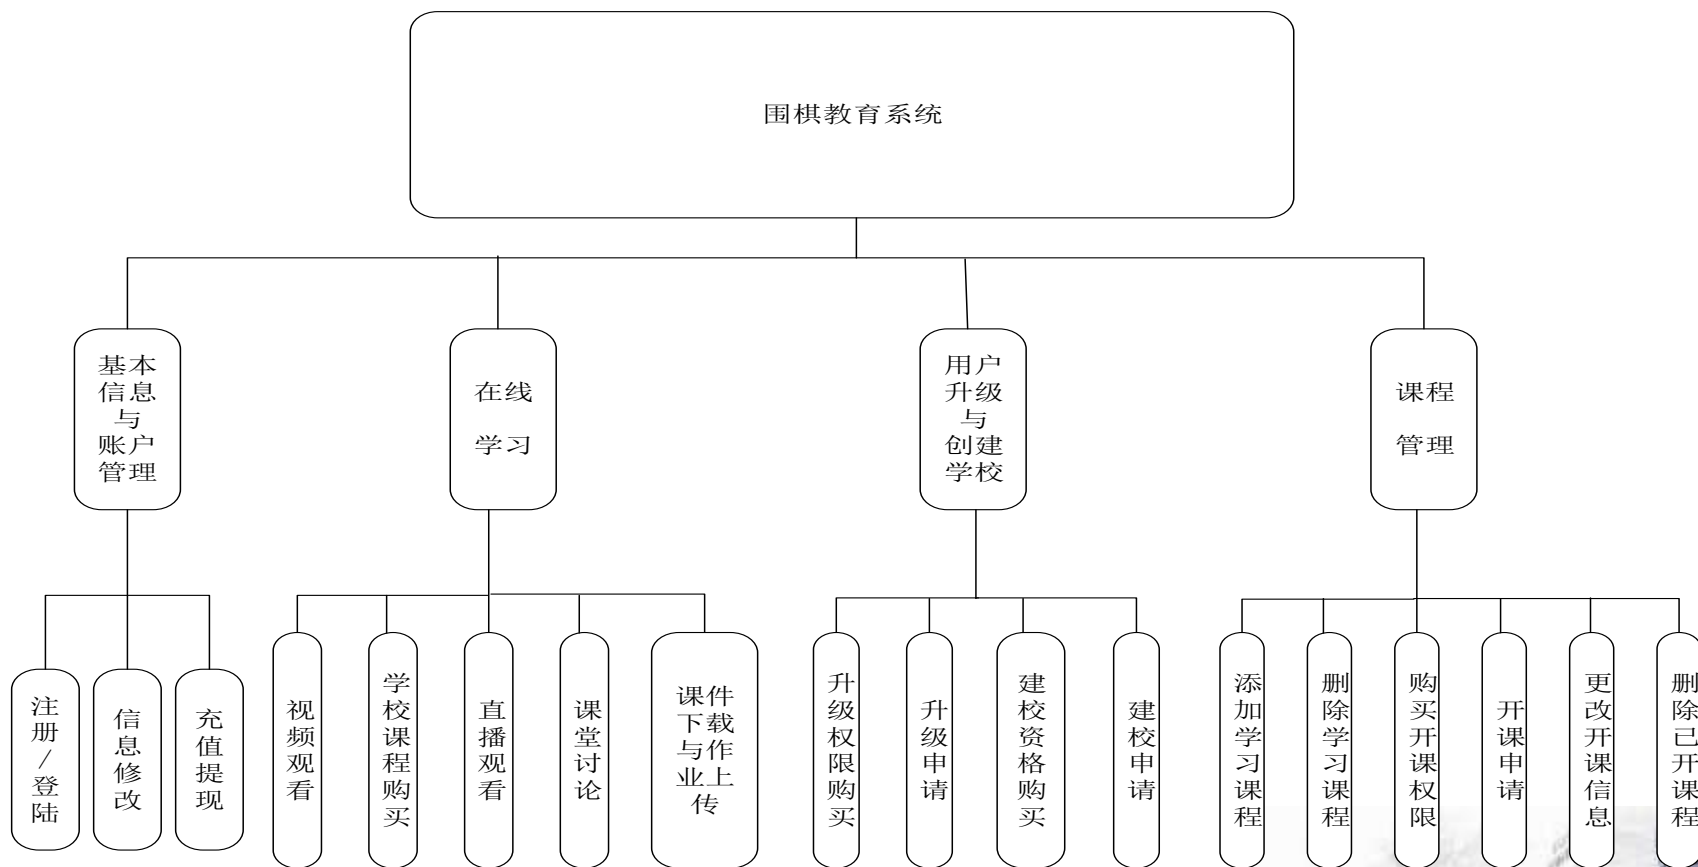 围棋教育系统
基本
信息
与
账户
管理
在线
学习
用户
升级
与
创建
学校
课程
管理
注册/登陆
信息修改
充值提现
视频观看
学校课程购买
直播观看
课堂讨论
课件
下载
与作
业上
传
升级权限购买
升级申请
建校资格购买
建校申请
添加学习课程
删除学习课程
购买开课权限
开课申请
更改开课信息
删除已开课程